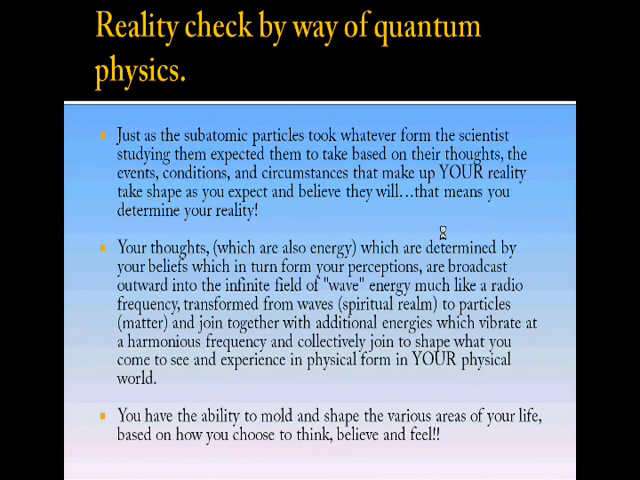 Reality check by way of quantum
physics.
Just as the subatomic particles took whatever form the scientist
studying them expected them to take based on their thoughts, the
events, conditions, and circumstances that make up YOUR reality
take shape as you expect and believe they will...that means you
determine your reality!
Your thoughts, (which are also energy) which are determined by
your beliefs which in turn form your perceptions, are broadcast
outward into the infinite field of "wave" energy much like a radio
frequency, transformed from waves (spiritual realm) to particles
(matter) and join together with additional energies which vibrate at
a harmonious frequency and collectively join to shape what you
come to see and experience in physical form in YOUR physical
world.
You have the ability to mold and shape the various areas of your life,
based on how you choose to think, believe and feel!!